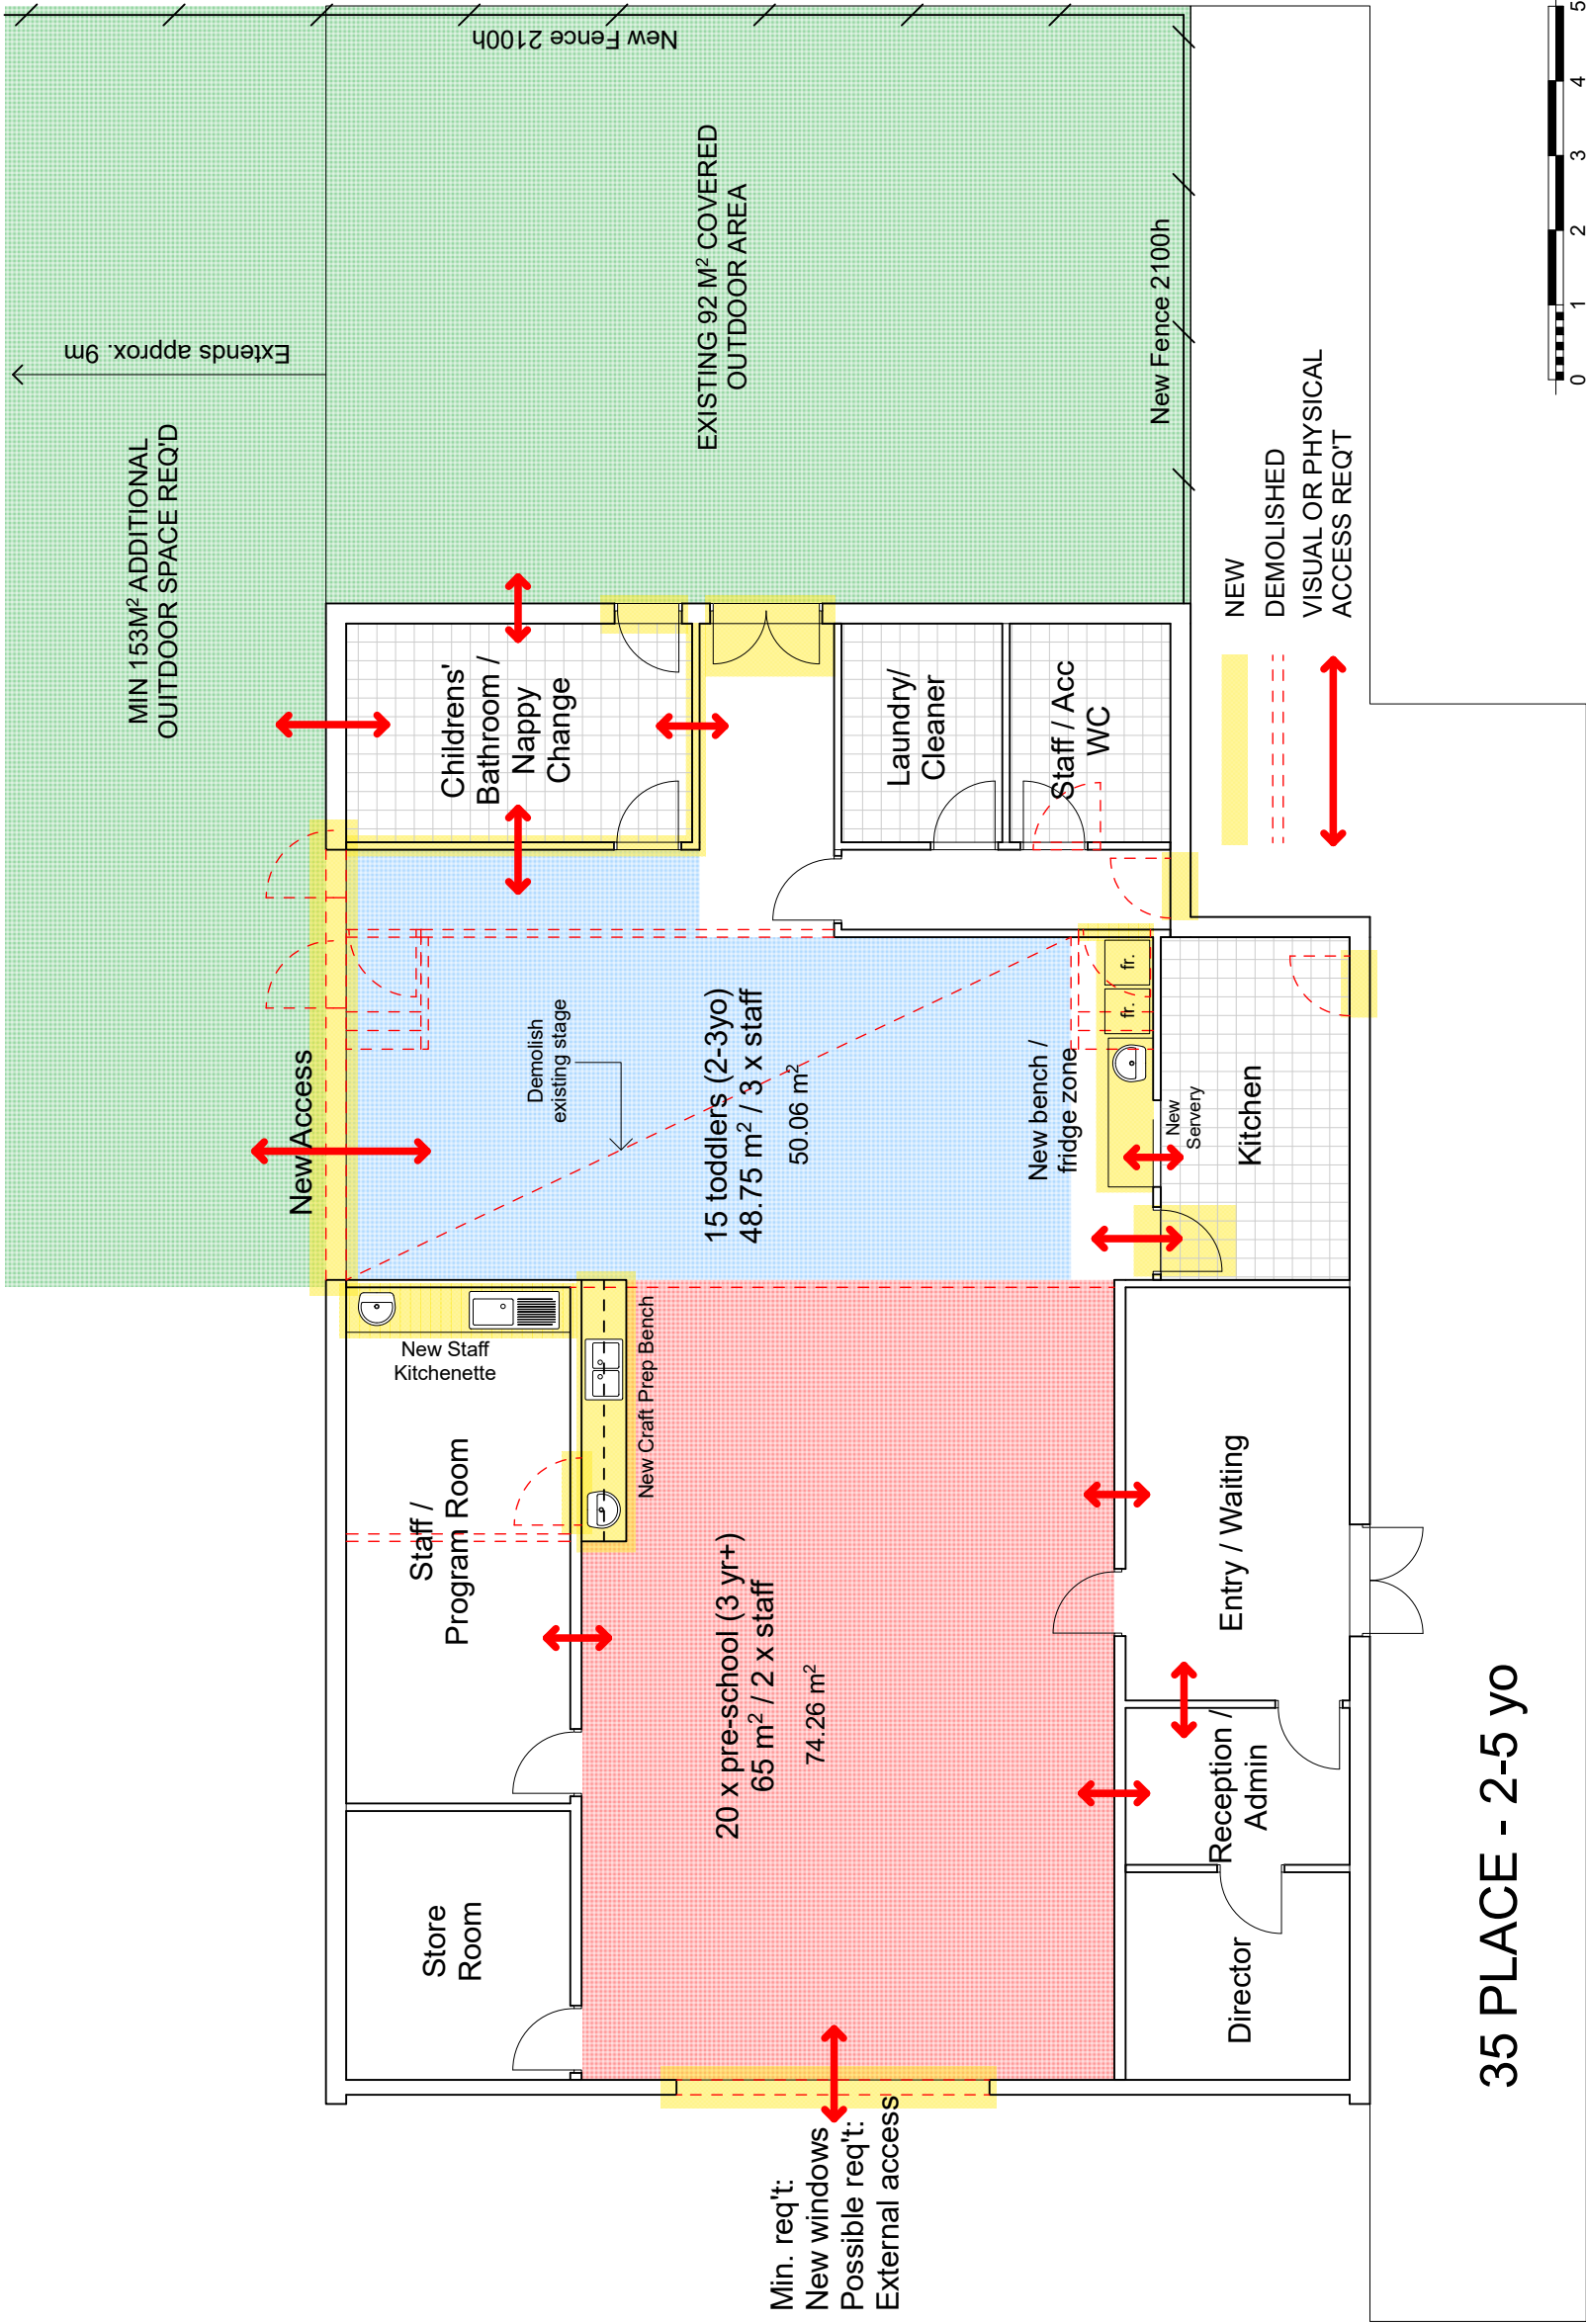 MIN 153M² ADDITIONAL
OUITDOOR SPACE REQ'D
Extends approx. 9m
New Fence 2100h
EXISTING 92 M² COVERED
OUTDOOR AREA
New Fence 2100h
New Access
Childrens'
Bathroom /
Nappy
Change
Laundry/
Cleaner
Staff / Acc
WC
Demolish
existing stage
15 toddlers (2-3yo)
48.75 m² / 3 x staff
50.06 m²
New bench /
fridge zone
fr.
fr.
New
Servery
Kitchen
New Staff
Kitchenette
New Craft Prep Bench
Staff /
Program Room
Store
Room
20 x pre-school (3 yr+)
65 m² / 2 x staff
74.26 m²
Entry / Waiting
Reception /
Admin
Director
Min. req't:
New windows
Possible req't:
External access
NEW
DEMOLISHED
VISUAL OR PHYSICAL
ACCESS REQ'T
0 1 2 3 4 5
35 PLACE - 2-5 yo